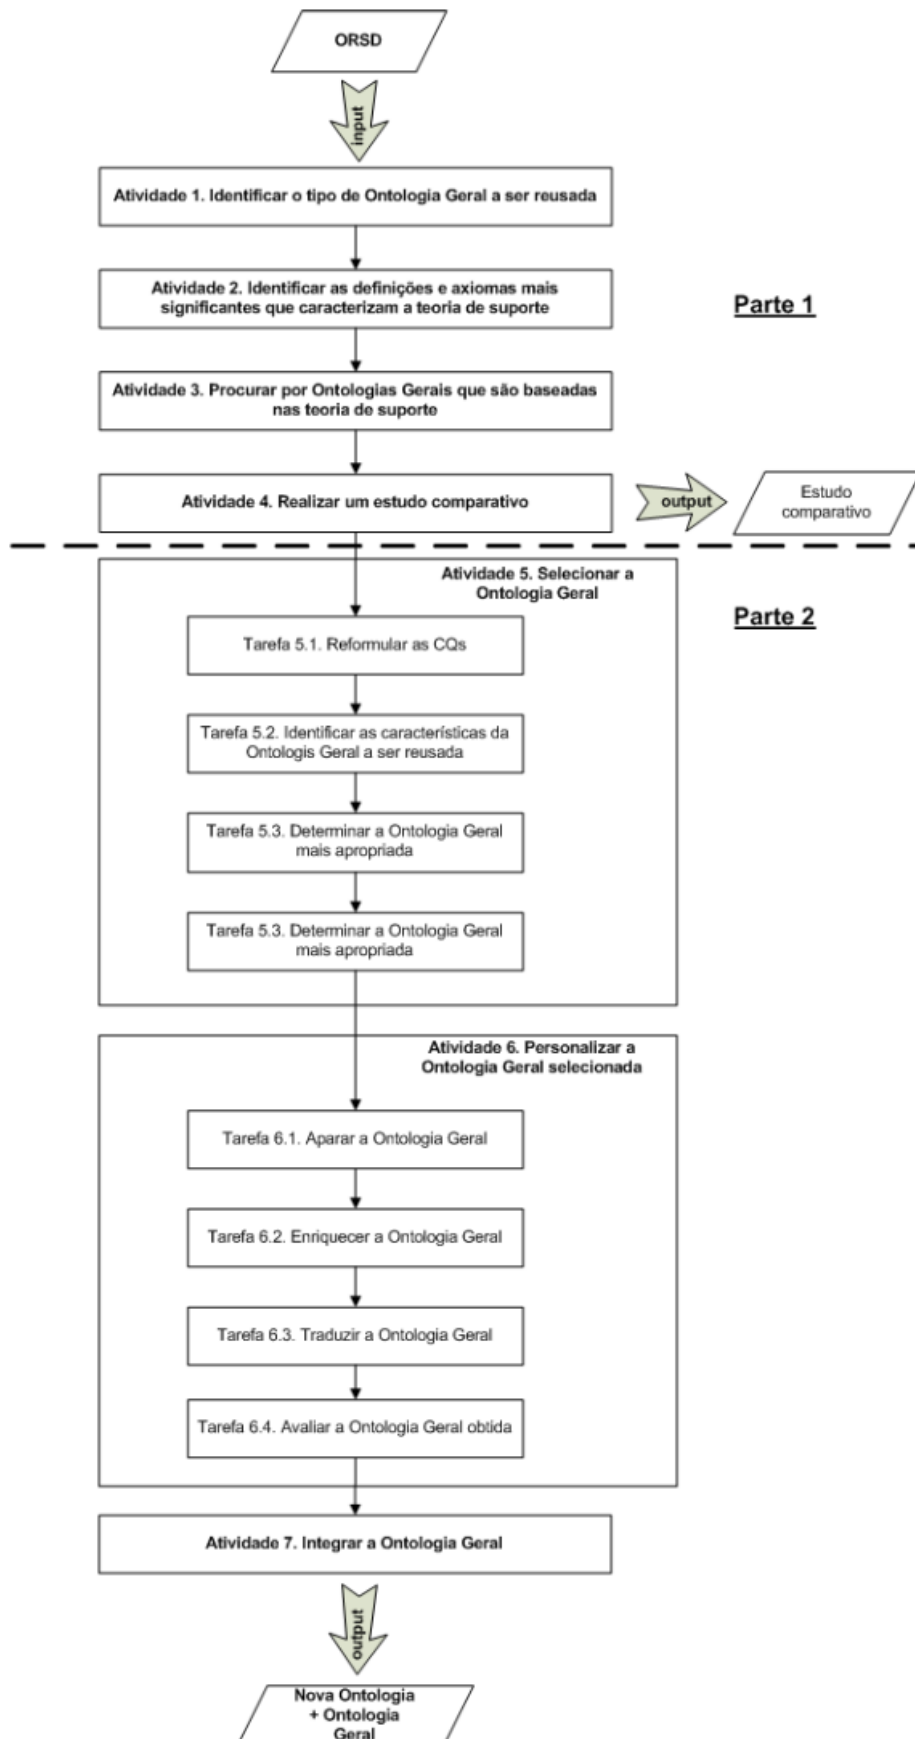 ORSD
input
Atividade 1. Identificar o tipo de Ontologia Geral a ser reusada
Atividade 2. Identificar as definições e axiomas mais
significantes que caracterizam a teoria de suporte
Parte 1
Atividade 3. Procurar por Ontologias Gerais que são baseadas
nas teoria de suporte
Atividade 4. Realizar um estudo comparativo
output
Estudo
comparativo
Atividade 5. Selecionar a
Ontologia Geral
Parte 2
Tarefa 5.1. Reformular as CQs
Tarefa 5.2. Identificar as características da
Ontologis Geral a ser reusada
Tarefa 5.3. Determinar a Ontologia Geral
mais apropriada
Tarefa 5.3. Determinar a Ontologia Geral
mais apropriada
Atividade 6. Personalizar a
Ontologia Geral selecionada
Tarefa 6.1. Aparar a Ontologia Geral
Tarefa 6.2. Enriquecer a Ontologia Geral
Tarefa 6.3. Traduzir a Ontologia Geral
Tarefa 6.4. Avaliar a Ontologia Geral obtida
Atividade 7. Integrar a Ontologia Geral
output
Nova Ontologia
+ Ontologia
Geral